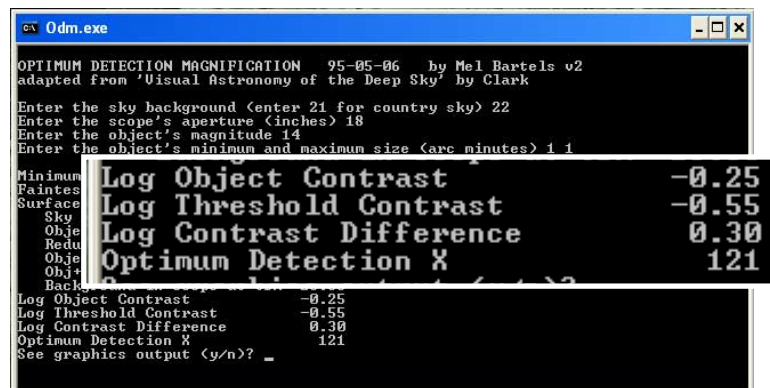 Odm.exe
OPTIMUM DETECTION MAGNIFICATION 95-05-06 by Mel Bartels v2
adapted from 'Visual Astronomy of the Deep Sky' by Clark
Enter the sky background (enter 21 for country sky) 22
Enter the scope's aperture (inches) 18
Enter the object's magnitude 14
Enter the object's minimum and maximum size (arc minutes) 1 1
Minimum
Surface
Sky
Log Object Contrast -0.25
Log Threshold Contrast -0.55
Log Contrast Difference 0.30
Optimum Detection X 121
Log Object Contrast -0.25
Log Threshold Contrast -0.55
Log Contrast Difference 0.30
Optimum Detection X 121
See graphics output (y/n)? _